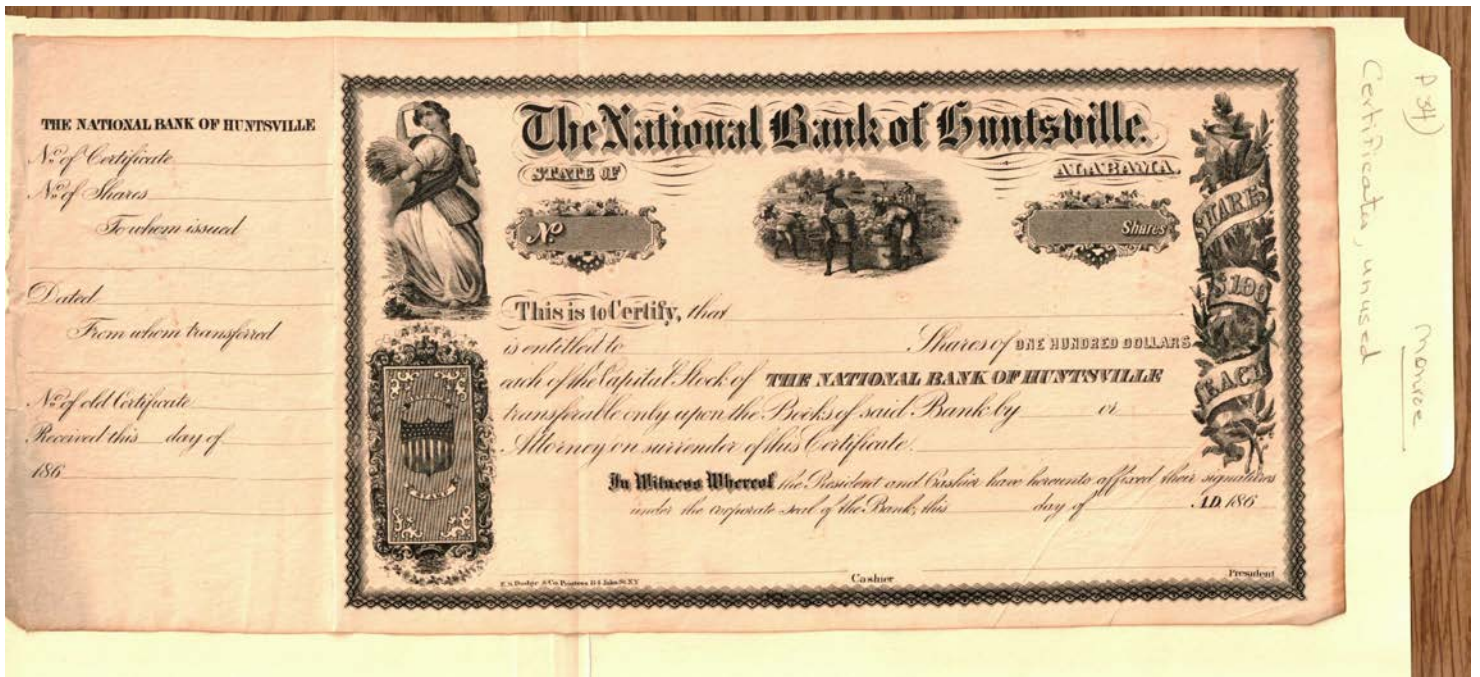 THE NATIONAL BANK OF HUNTSVILLE
No. of Certificate
No. of Shares
To whom issued
Dated
From whom transferred
No. of old Certificate
Received this day of
186
The National Bank of Huntsville.
STATE OF ALABAMA.
No Shares
This is to Certify, that
is entitled to Shares of ONE HUNDRED DOLLARS
each of the Capital Stock of THE NATIONAL BANK OF HUNTSVILLE
transferable only upon the Books of said Bank by or
Attorney on surrender of this Certificate.
In Witness Whereof the President and Cashier have hereunto affixed their signatures
under the corporate seal of the Bank, this day of A.D. 186
Cashier President
SHARES
$100
EACH
P 34)
Certificates, unused
Monroe